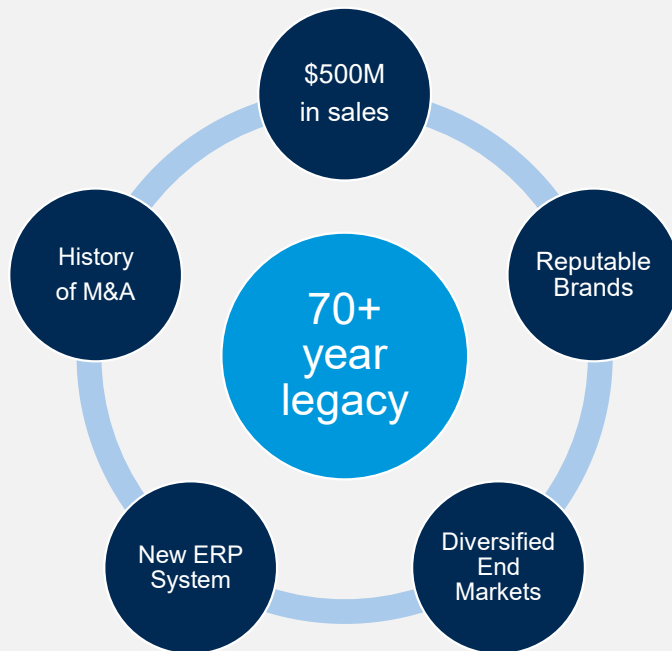 $500M
in sales
Reputable
Brands
Diversified
End
Markets
New ERP
System
History
of M&A
70+
year
legacy